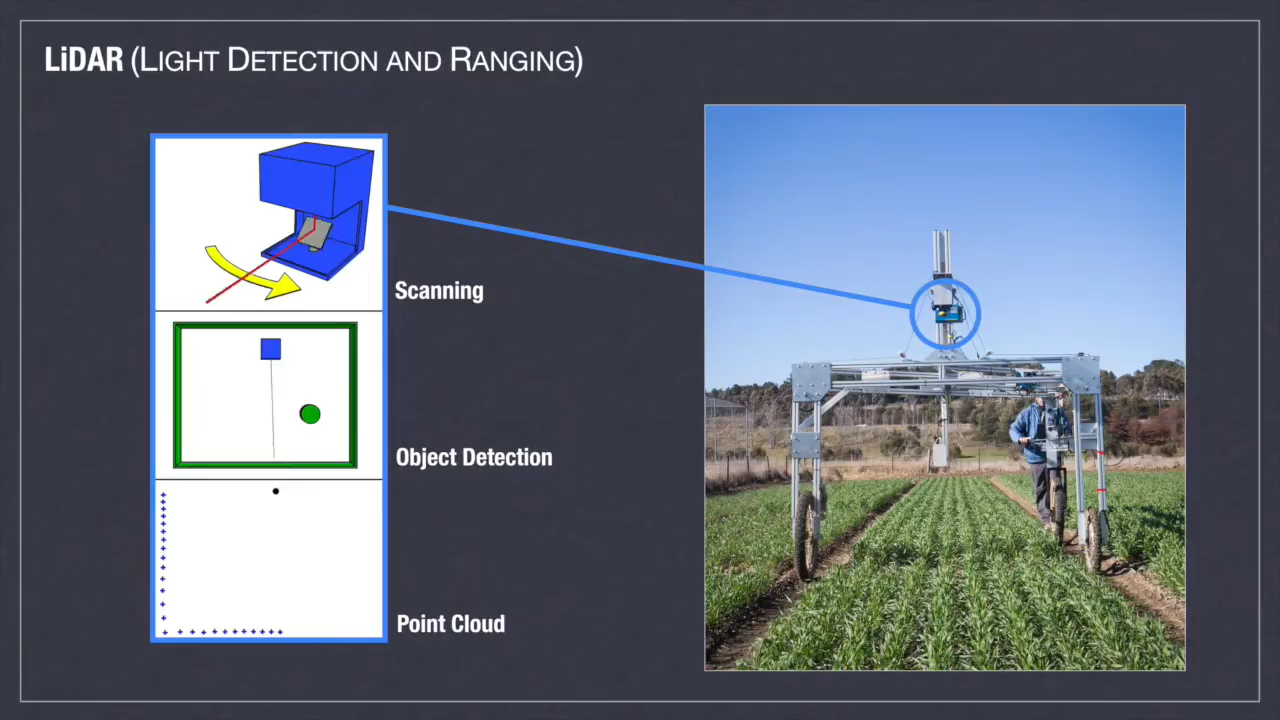 LiDAR (LIGHT DETECTION AND RANGING)
Scanning
Object Detection
Point Cloud